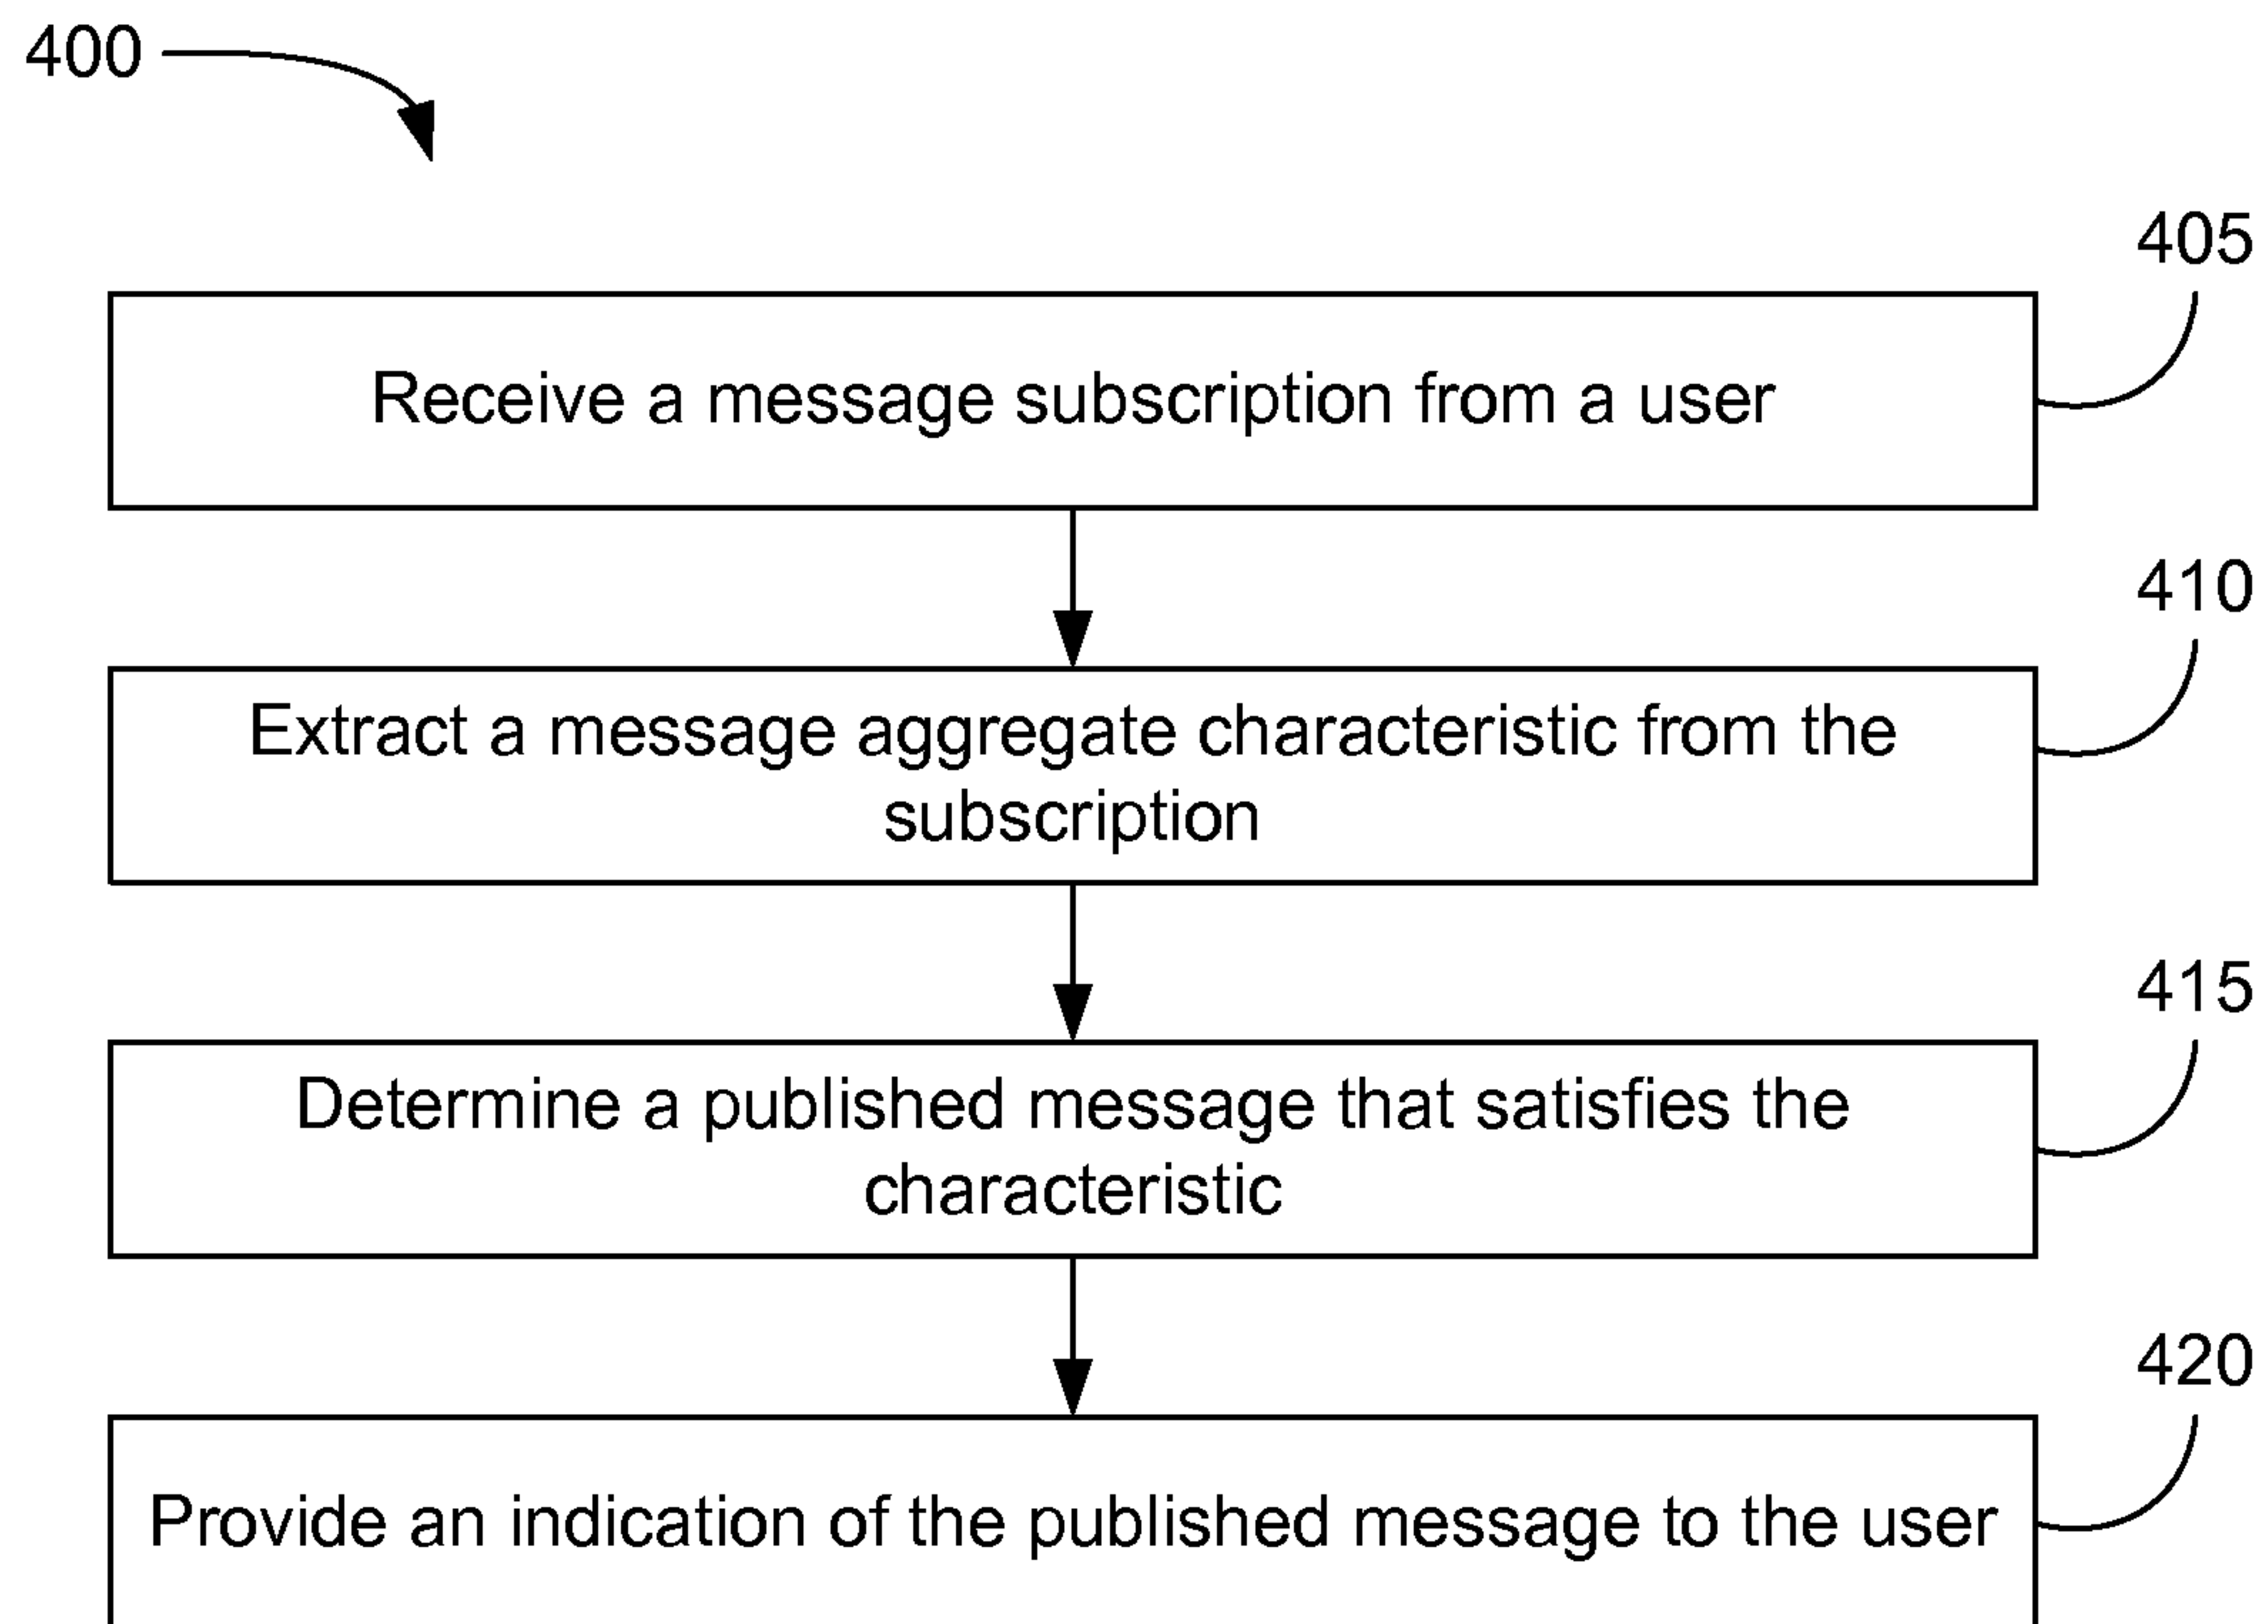 400
405
Receive a message subscription from a user
410
Extract a message aggregate characteristic from the
subscription
415
Determine a published message that satisfies the
characteristic
420
Provide an indication of the published message to the user